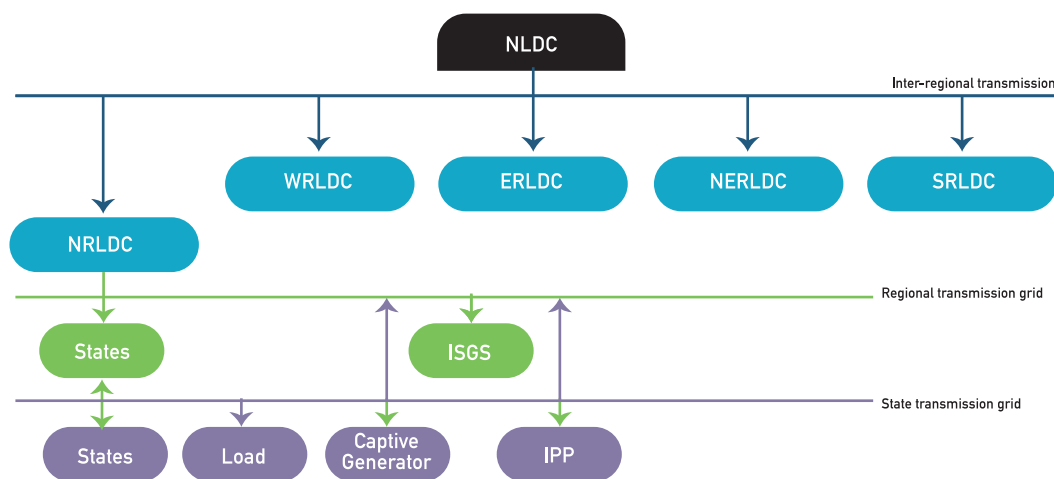 NLDC
Inter-regional transmission
WRLDC
ERLDC
NERLDC
SRLDC
NRLDC
Regional transmission grid
States
ISGS
State transmission grid
States
Load
Captive
Generator
IPP